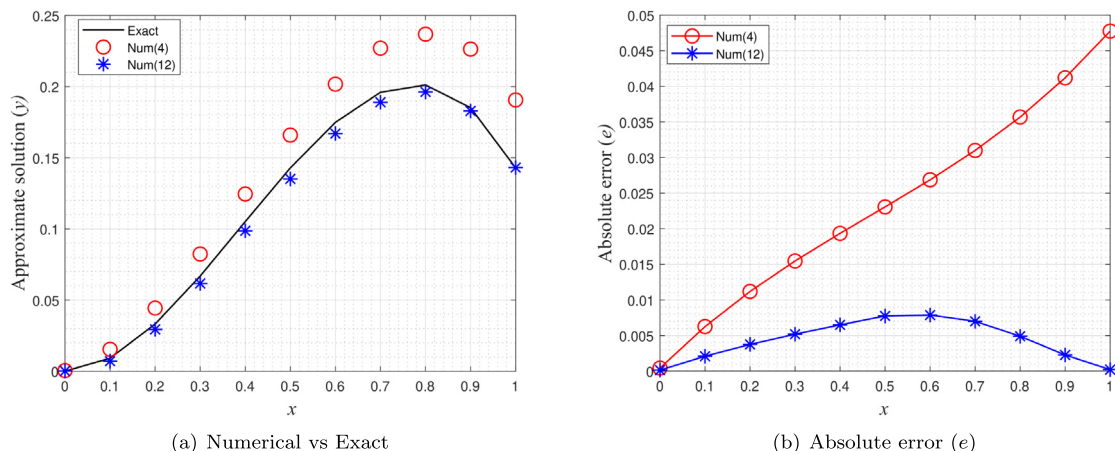 Exact
Num(4)
Num(12)
Approximate solution (y)
0.25
0.2
0.15
0.1
0.05
0
0 0.1 0.2 0.3 0.4 0.5 0.6 0.7 0.8 0.9 1
x
(a) Numerical vs Exact
Num(4)
Num(12)
Absolute error (e)
0.05
0.045
0.04
0.035
0.03
0.025
0.02
0.015
0.01
0.005
0
0 0.1 0.2 0.3 0.4 0.5 0.6 0.7 0.8 0.9 1
x
(b) Absolute error (e)